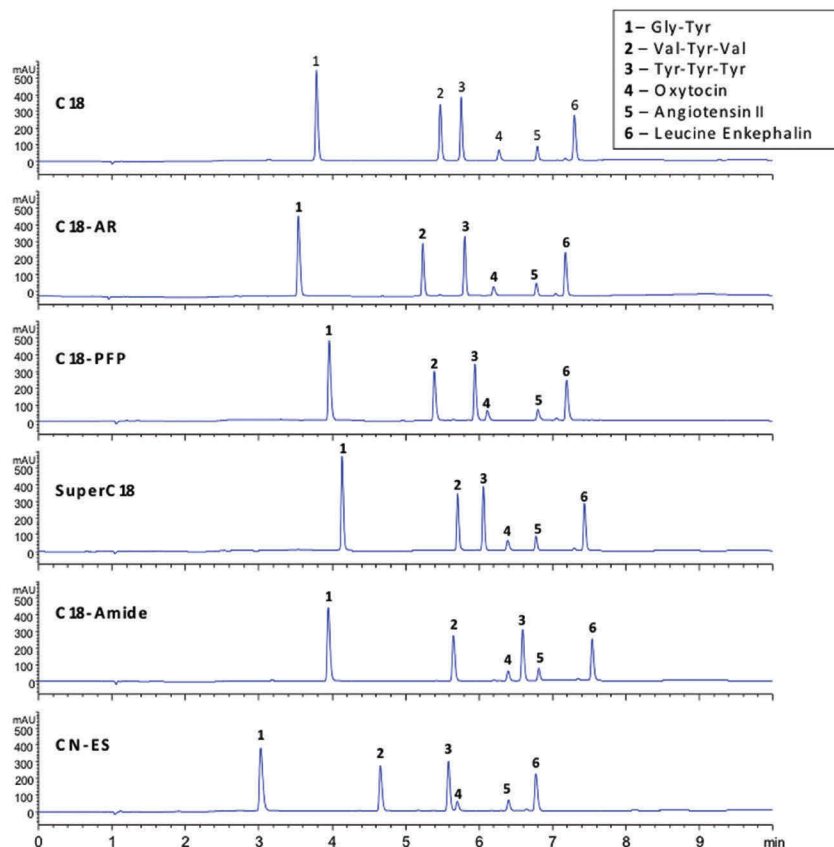 1 – Gly-Tyr
2 – Val-Tyr-Val
3 – Tyr-Tyr-Tyr
4 – Oxytocin
5 – Angiotensin II
6 – Leucine Enkephalin
mAU
500
400
300
200
100
0
C18
1 2 3 4 5 6
mAU
500
400
300
200
100
0
C18-AR
1 2 3 4 5 6
mAU
500
400
300
200
100
0
C18-PFP
1 2 3 4 5 6
mAU
500
400
300
200
100
0
SuperC18
1 2 3 4 5 6
mAU
500
400
300
200
100
0
C18-Amide
1 2 4 3 5 6
mAU
500
400
300
200
100
0
CN-ES
1 2 3 4 5 6
0 1 2 3 4 5 6 7 8 9 min